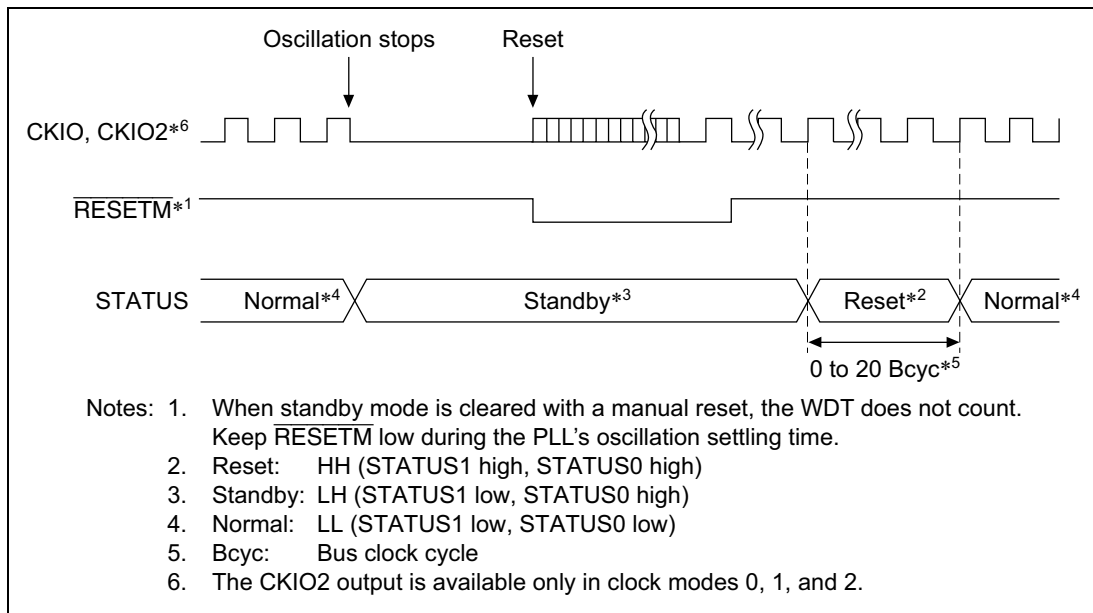 Oscillation stops Reset
CKIO, CKIO2*6
RESETM*1
STATUS Normal*4 Standby*3 Reset*2 Normal*4
0 to 20 Bcyc*5
Notes: 1. When standby mode is cleared with a manual reset, the WDT does not count.
Keep RESETM low during the PLL's oscillation settling time.
2. Reset: HH (STATUS1 high, STATUS0 high)
3. Standby: LH (STATUS1 low, STATUS0 high)
4. Normal: LL (STATUS1 low, STATUS0 low)
5. Bcyc: Bus clock cycle
6. The CKIO2 output is available only in clock modes 0, 1, and 2.